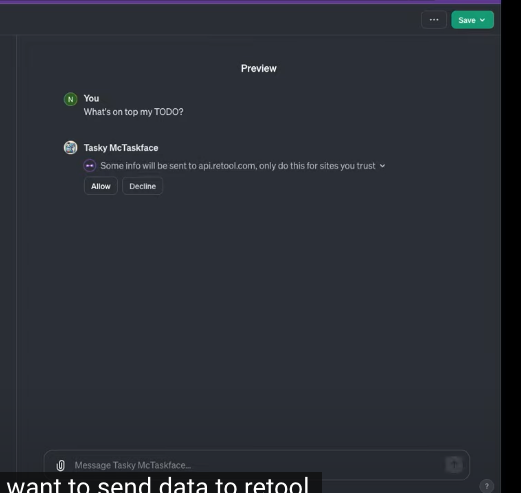 Save
Preview
N
You
What's on top my TODO?
Tasky McTaskface
Some info will be sent to api.retool.com, only do this for sites you trust
Allow
Decline
Message Tasky McTaskface...
want to send data to retool
?